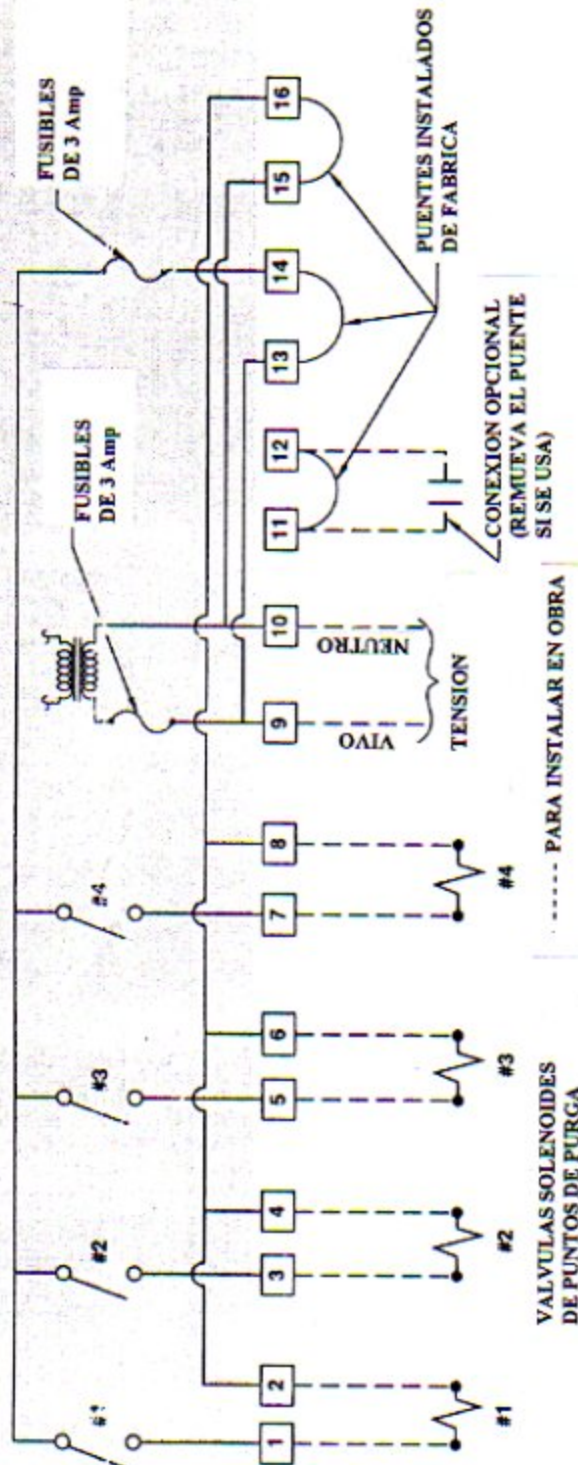 FUSIBLES
DE 3 Amp
FUSIBLES
DE 3 Amp
#1
#2
#3
#4
1
2
3
4
5
6
7
8
9
10
11
12
13
14
15
16
VIVO
NEUTRO
TENSION
PUENTES INSTALADOS
DE FABRICA
CONEXION OPCIONAL
(REMUEVA EL PUENTE
SI SE USA)
#1
#2
#3
#4
VALVULAS SOLENOIDES
DE PUNTOS DE PURGA
----- PARA INSTALAR EN OBRA